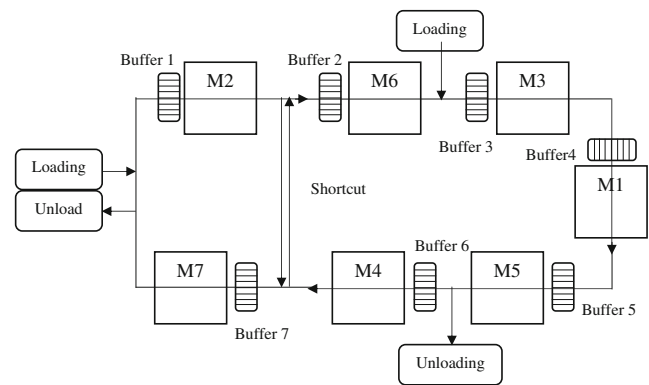 Loading
Buffer 1
Buffer 2
M2
M6
M3
Buffer 3
Buffer4
Loading
M1
Unload
Shortcut
Buffer 6
M7
M4
M5
Buffer 5
Buffer 7
Unloading